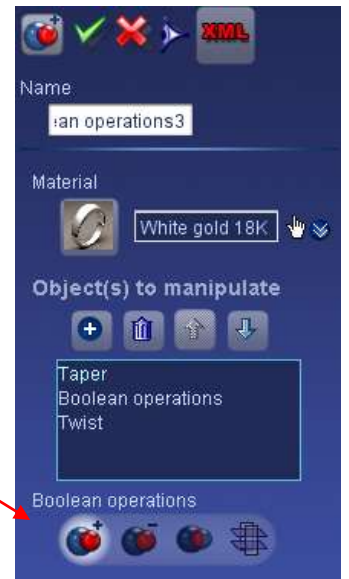 XML
Name
an operations3
Material
White gold 18K
Object(s) to manipulate
Taper
Boolean operations
Twist
Boolean operations